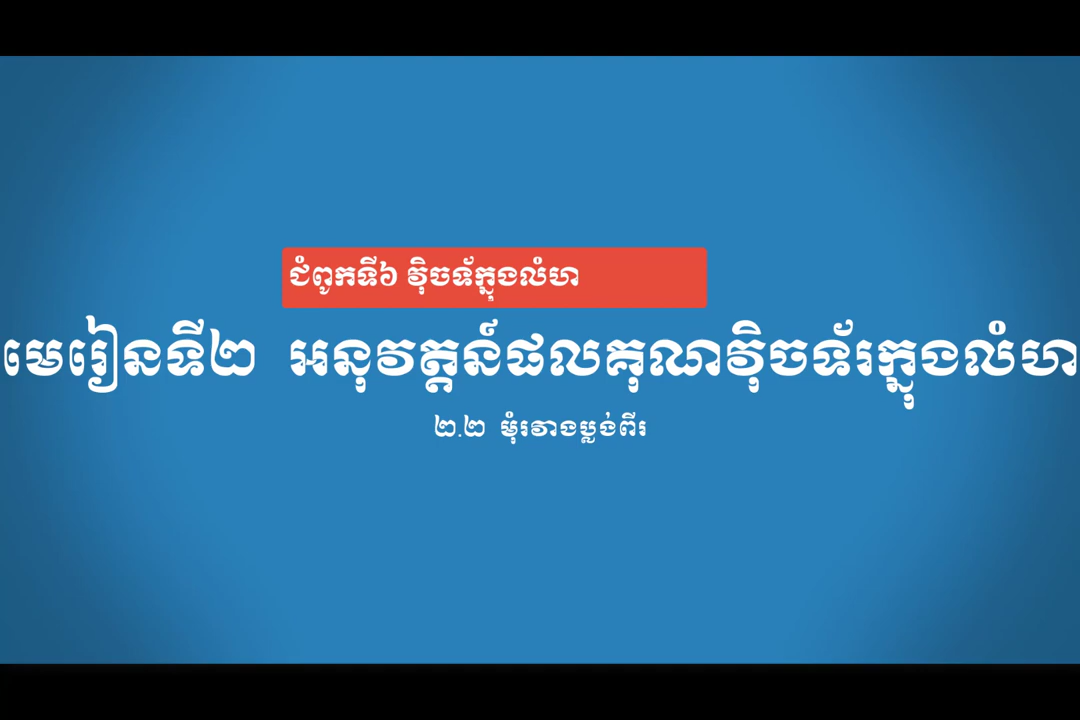 ជំពូកទី៦ វ៉ិចទ័ក្នុងលំហ
មេរៀនទី២ អនុវត្តន៍ផលគុណវ៉ិចទ័រក្នុងលំហ
២.២ មុំរវាងប្លង់ពីរ